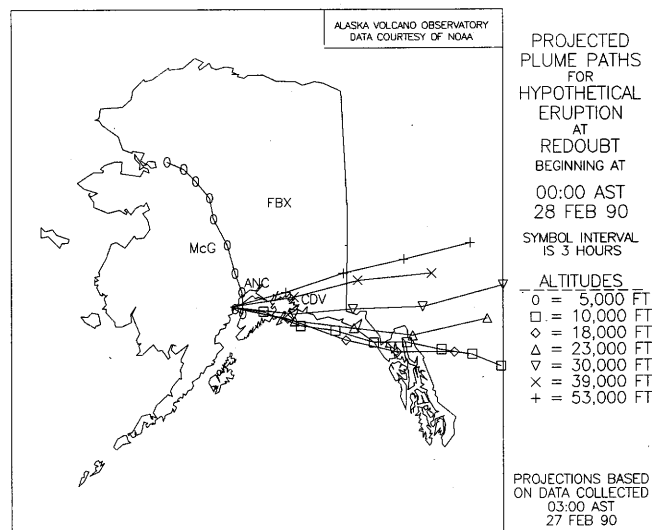 ALASKA VOLCANO OBSERVATORY
DATA COURTESY OF NOAA
PROJECTED
PLUME PATHS
FOR
HYPOTHETICAL
ERUPTION
AT
REDOUBT
BEGINNING AT
00:00 AST
28 FEB 90
SYMBOL INTERVAL
IS 3 HOURS
ALTITUDES
o = 5,000 FT
□ = 10,000 FT
◇ = 18,000 FT
△ = 23,000 FT
▽ = 30,000 FT
× = 39,000 FT
+ = 53,000 FT
PROJECTIONS BASED
ON DATA COLLECTED
03:00 AST
27 FEB 90
FBX
McG
ANC
CDV